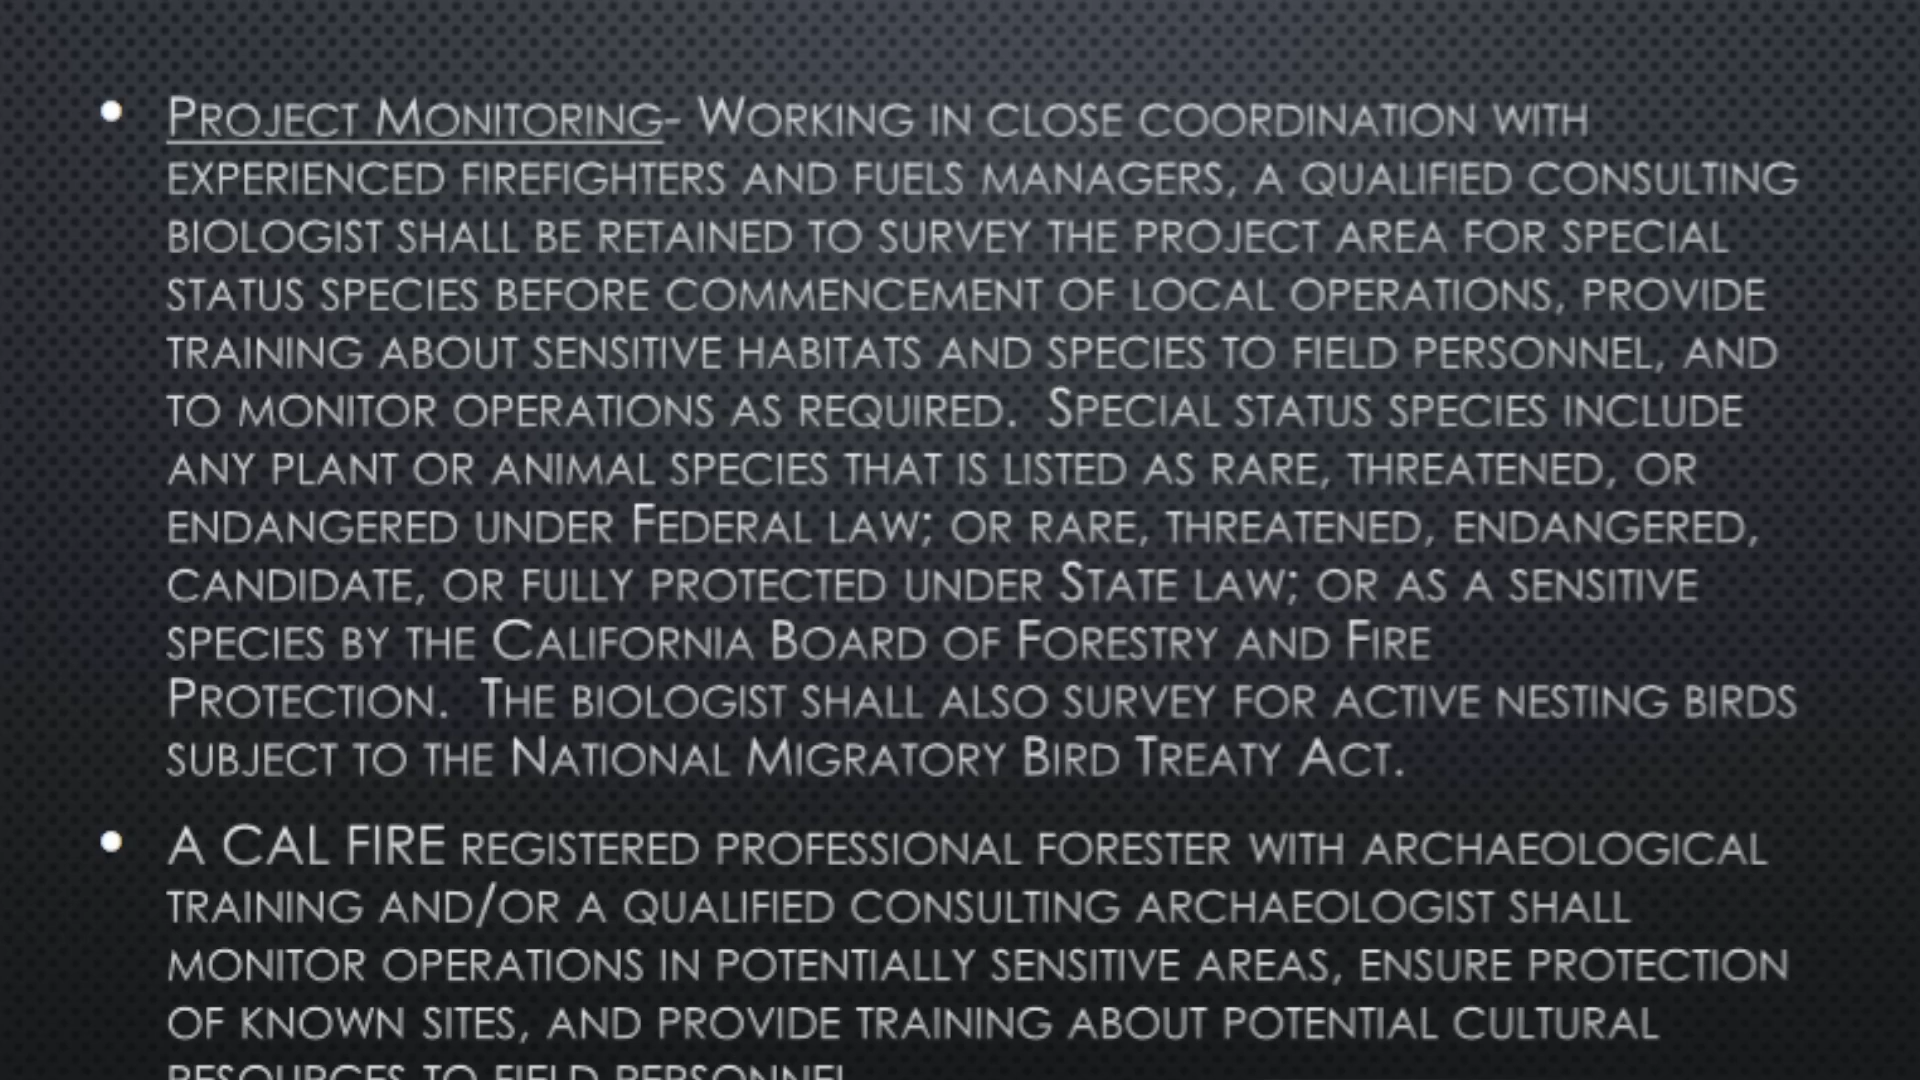 • Project Monitoring- Working in close coordination with
experienced firefighters and fuels managers, a qualified consulting
biologist shall be retained to survey the project area for special
status species before commencement of local operations, provide
training about sensitive habitats and species to field personnel, and
to monitor operations as required. Special status species include
any plant or animal species that is listed as rare, threatened, or
endangered under Federal law; or rare, threatened, endangered,
candidate, or fully protected under State law; or as a sensitive
species by the California Board of Forestry and Fire
Protection. The biologist shall also survey for active nesting birds
subject to the National Migratory Bird Treaty Act.
• A CAL FIRE registered professional forester with archaeological
training and/or a qualified consulting archaeologist shall
monitor operations in potentially sensitive areas, ensure protection
of known sites, and provide training about potential cultural
resources to field personnel